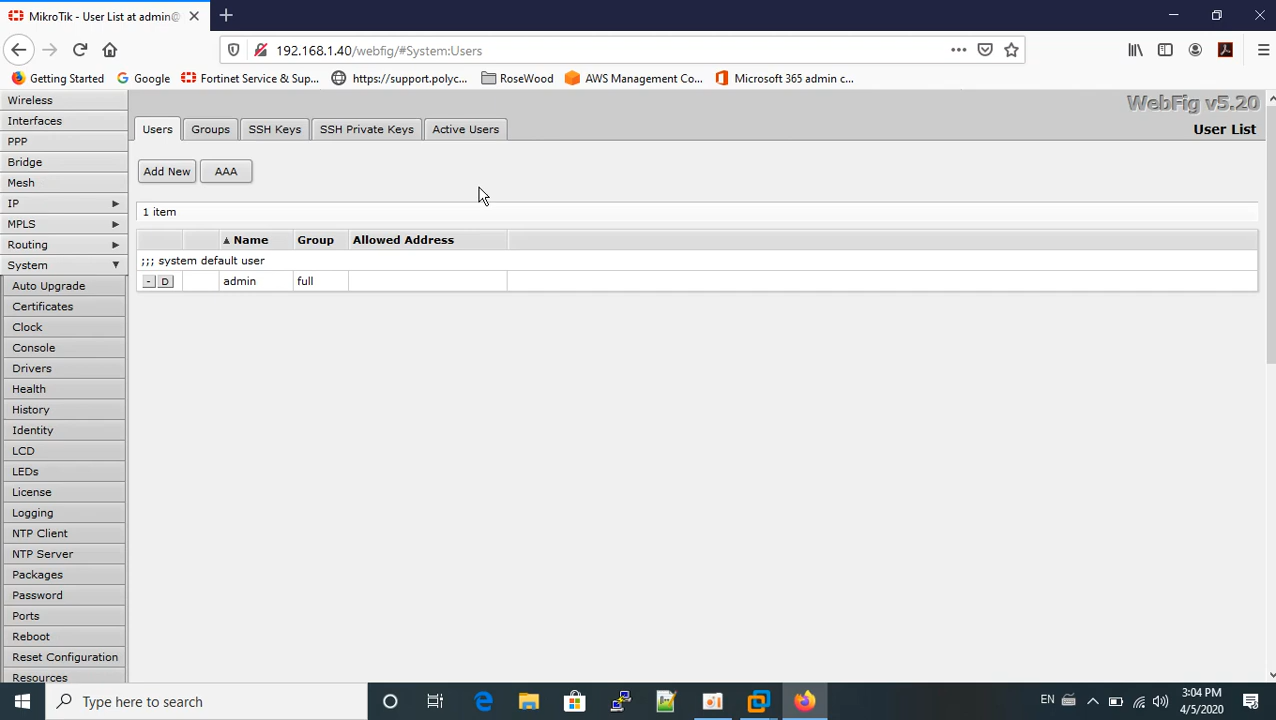 MikroTik - User List at admin@
192.168.1.40/webfig/#System:Users
Getting Started
Google
Fortinet Service & Sup...
https://support.polyc...
RoseWood
AWS Management Co...
Microsoft 365 admin c...
WebFig v5.20
User List
Wireless
Interfaces
PPP
Bridge
Mesh
IP
MPLS
Routing
System
Auto Upgrade
Certificates
Clock
Console
Drivers
Health
History
Identity
LCD
LEDs
License
Logging
NTP Client
NTP Server
Packages
Password
Ports
Reboot
Reset Configuration
Resources
Users Groups SSH Keys SSH Private Keys Active Users
Add New AAA
1 item
Name Group Allowed Address
;;; system default user
- D admin full
Type here to search
EN
3:04 PM
4/5/2020